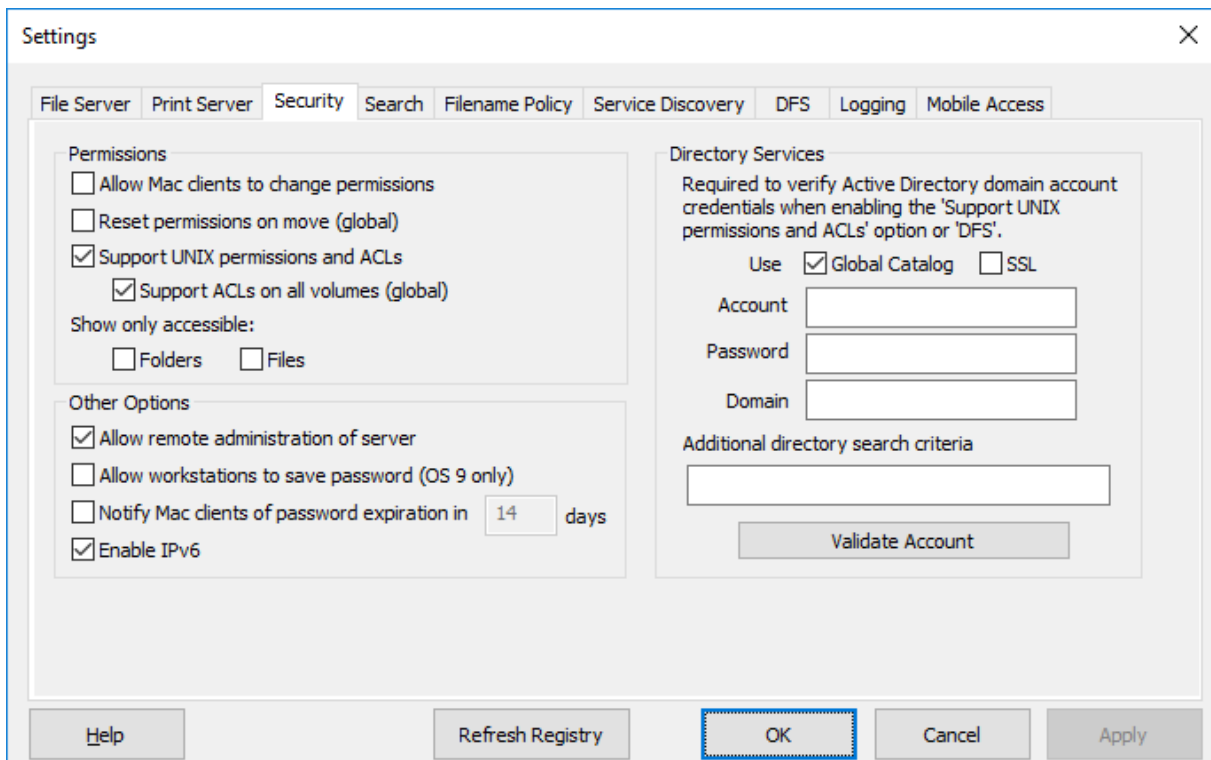 Settings
File Server Print Server Security Search Filename Policy Service Discovery DFS Logging Mobile Access
Permissions
Allow Mac clients to change permissions
Reset permissions on move (global)
Support UNIX permissions and ACLs
Support ACLs on all volumes (global)
Show only accessible:
Folders Files
Other Options
Allow remote administration of server
Allow workstations to save password (OS 9 only)
Notify Mac clients of password expiration in 14 days
Enable IPv6
Directory Services
Required to verify Active Directory domain account
credentials when enabling the 'Support UNIX
permissions and ACLs' option or 'DFS'.
Use Global Catalog SSL
Account
Password
Domain
Additional directory search criteria
Validate Account
Help Refresh Registry OK Cancel Apply